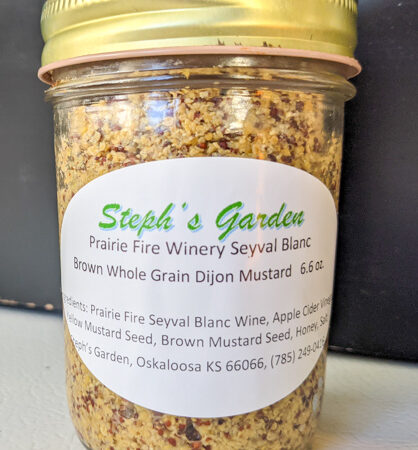 Steph's Garden
Prairie Fire Winery Seyval Blanc
Brown Whole Grain Dijon Mustard 6.6 oz.
Prairie Fire Seyval Blanc Wine, Apple Cider
Mustard Seed, Brown Mustard Seed, Honey,
Steph's Garden, Oskaloosa KS 66066, (785)